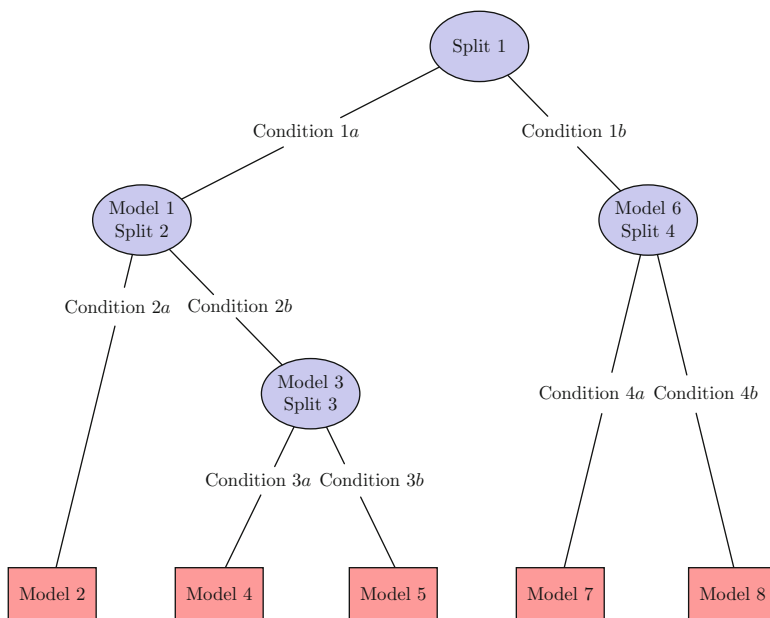 Split 1
Condition 1a
Condition 1b
Model 1
Split 2
Model 6
Split 4
Condition 2a
Condition 2b
Model 3
Split 3
Condition 4a
Condition 4b
Condition 3a
Condition 3b
Model 2
Model 4
Model 5
Model 7
Model 8